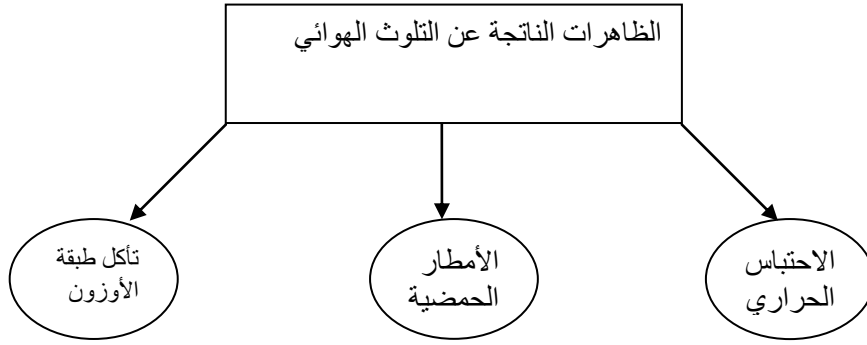 الظاهرات الناتجة عن التلوث الهوائي
الاحتباس
الحراري
الأمطار
الحمضية
تأكل طبقة
الأوزون